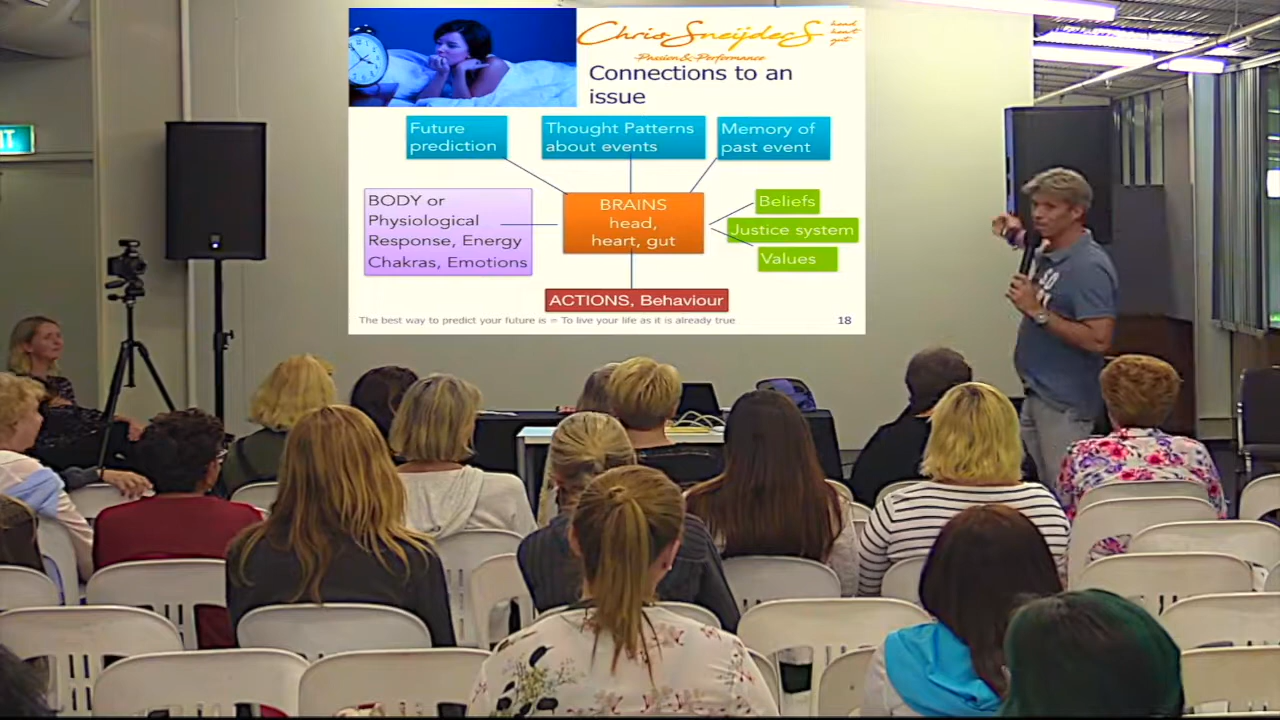 Chris Sneijders
head
heart
gut
Passion & Performance
Connections to an
issue
Future
prediction
Thought Patterns
about events
Memory of
past event
BODY or
Physiological
Response, Energy
Chakras, Emotions
BRAINS
head,
heart, gut
Beliefs
Justice system
Values
ACTIONS, Behaviour
The best way to predict your future is = To live your life as it is already true
18